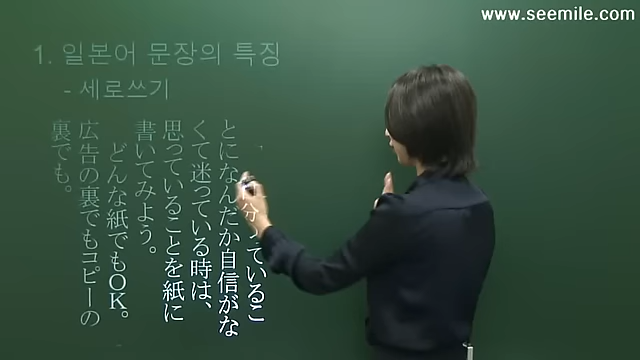 www.seemile.com
1. 일본어 문장의 특징
- 세로쓰기
分っているこ
とになんだか自信がな
くて迷っている時は、
思っていることを紙に
書いてみよう。
どんな紙でもOK。
広告の裏でもコピーの
裏でも。